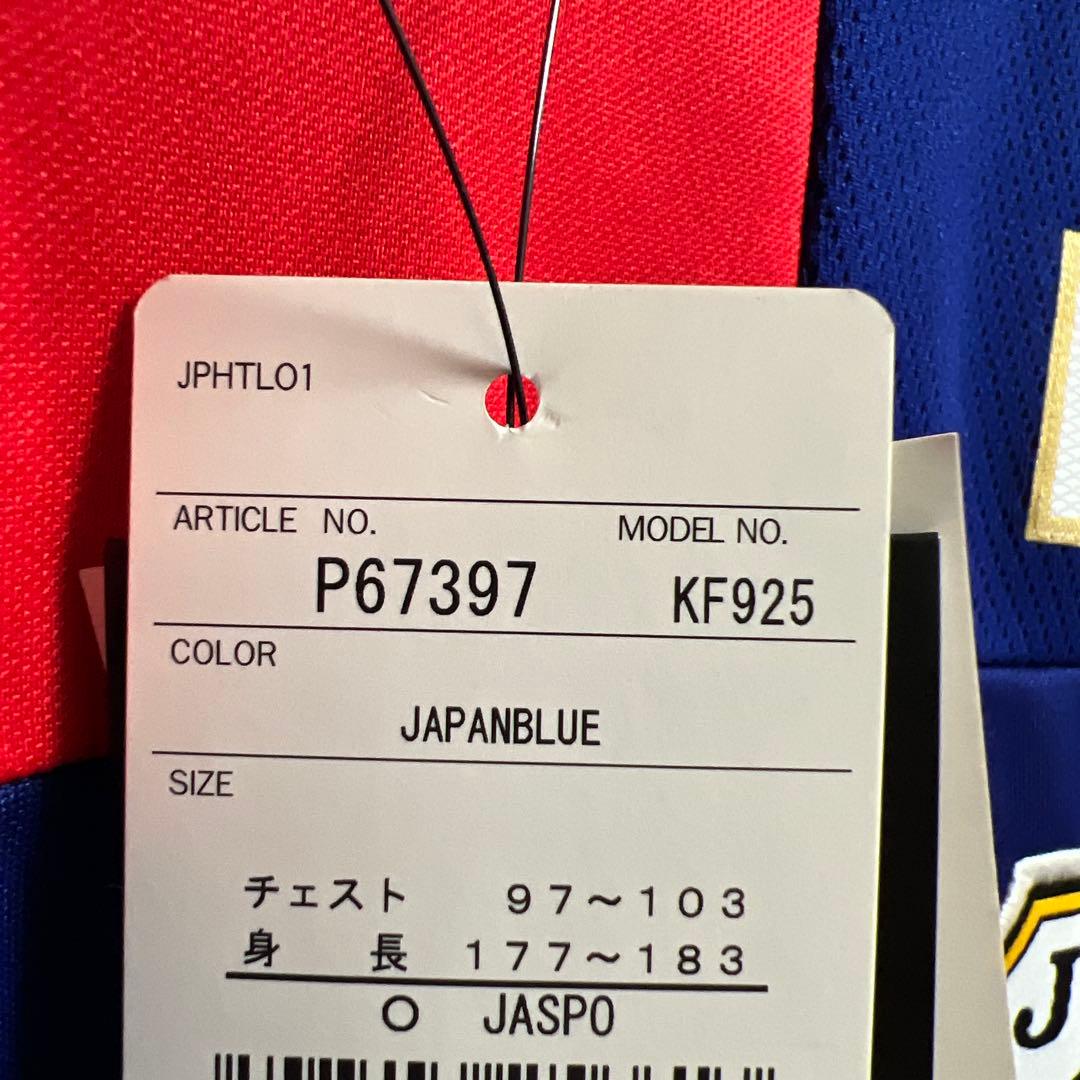 JPHTL01
ARTICLE NO. MODEL NO.
P67397 KF925
COLOR
JAPANBLUE
SIZE
チェスト 97～103
身長 177～183
O JASPO
J